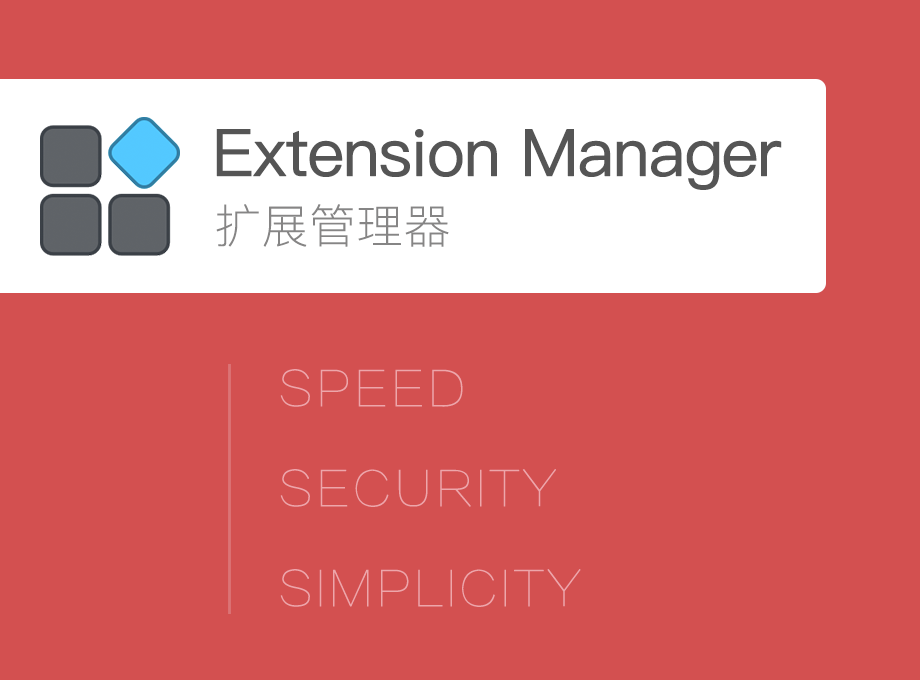 Extension Manager
扩展管理器
SPEED
SECURITY
SIMPLICITY